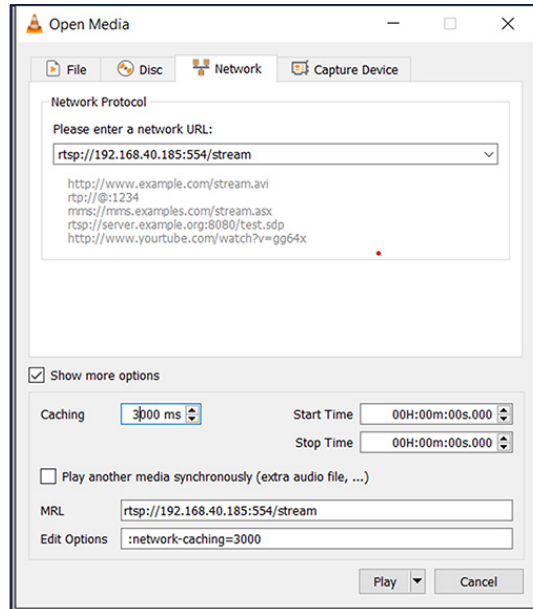 Open Media
File Disc Network Capture Device
Network Protocol
Please enter a network URL:
rtsp://192.168.40.185:554/stream
http://www.example.com/stream.avi
rtp://@:1234
mms://mms.examples.com/stream.asx
rtsp://server.example.org:8080/test.sdp
http://www.yourtube.com/watch?v=gg64x
Show more options
Caching 3000 ms Start Time 00H:00m:00s.000
Stop Time 00H:00m:00s.000
Play another media synchronously (extra audio file, ...)
MRL rtsp://192.168.40.185:554/stream
Edit Options :network-caching=3000
Play Cancel